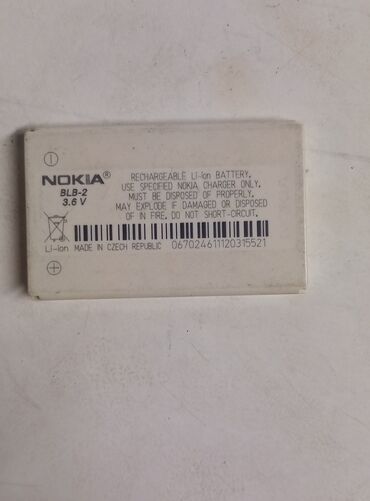 NOKIA®
BLB-2
3.6 V
RECHARGEABLE Li-Ion BATTERY.
USE SPECIFIED NOKIA CHARGER ONLY.
MUST BE DISPOSED OF PROPERLY.
MAY EXPLODE IF DAMAGED OR DISPOSED
OF IN FIRE. DO NOT SHORT-CIRCUIT.
Li-Ion MADE IN CZECH REPUBLIC 067024611120315521